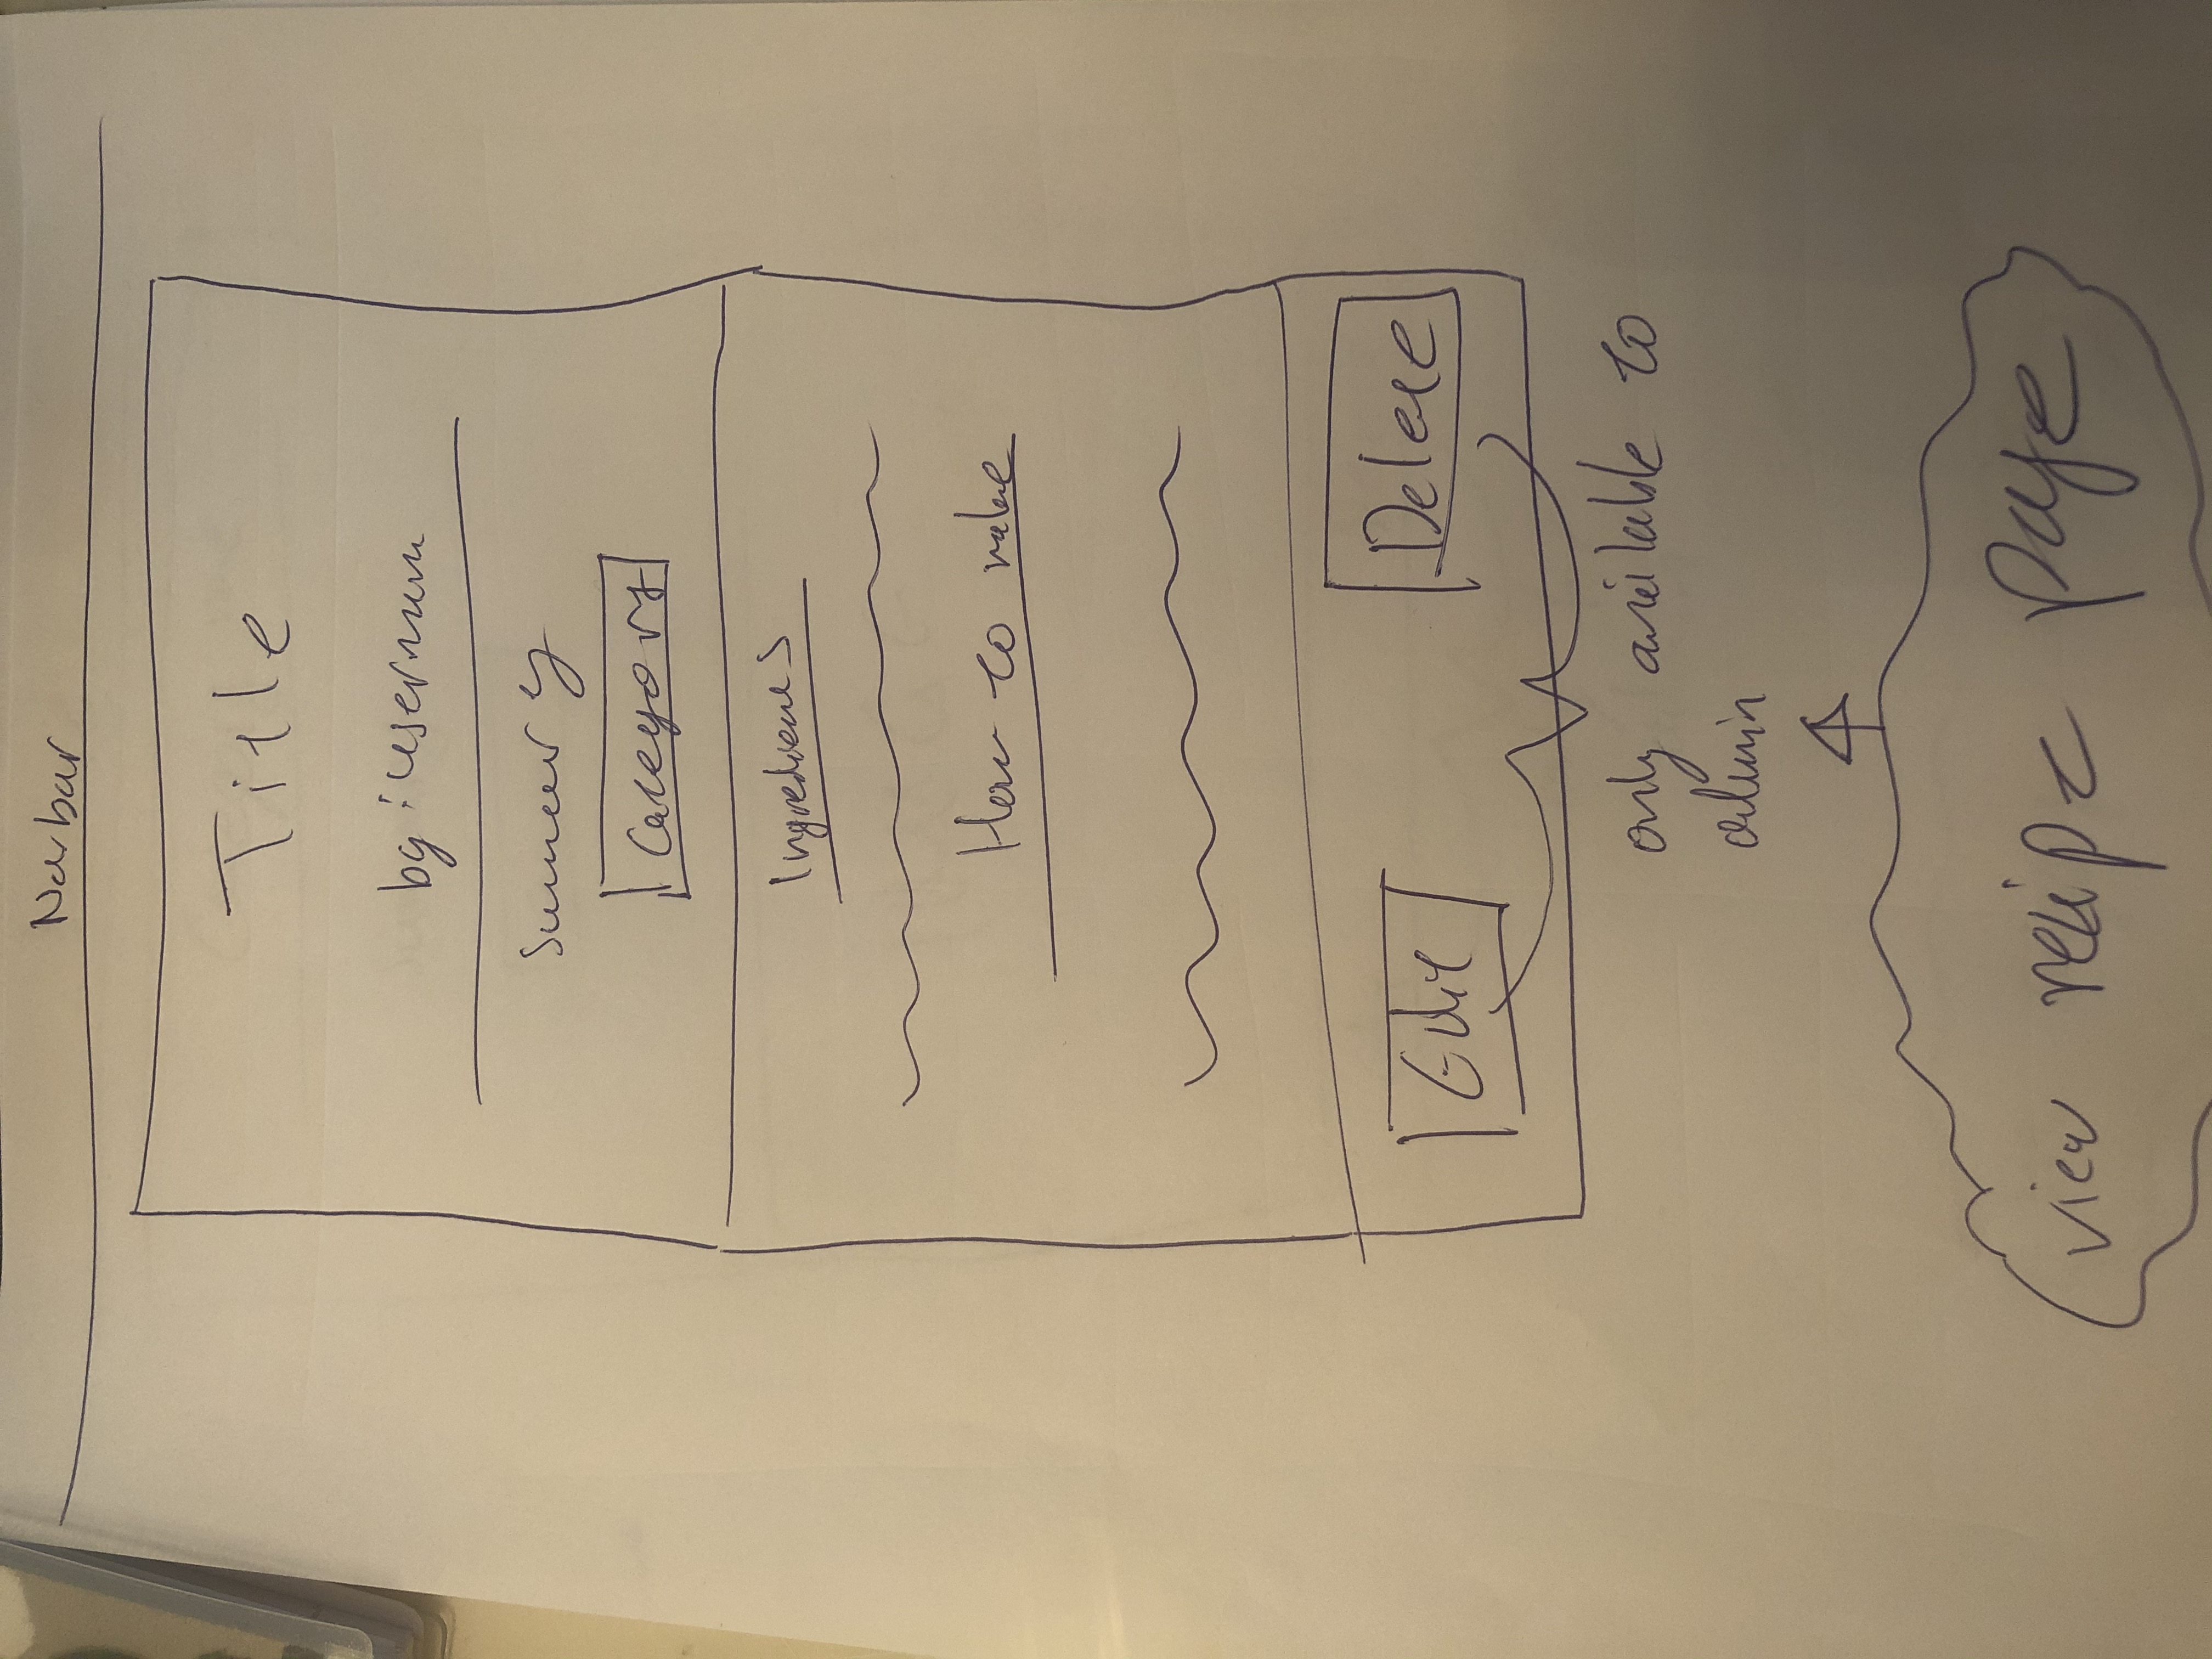 Navbar
Title
by: username
Summary
Category
Ingredients
How to make
Edit
Delete
only available to
admin
view recipe page